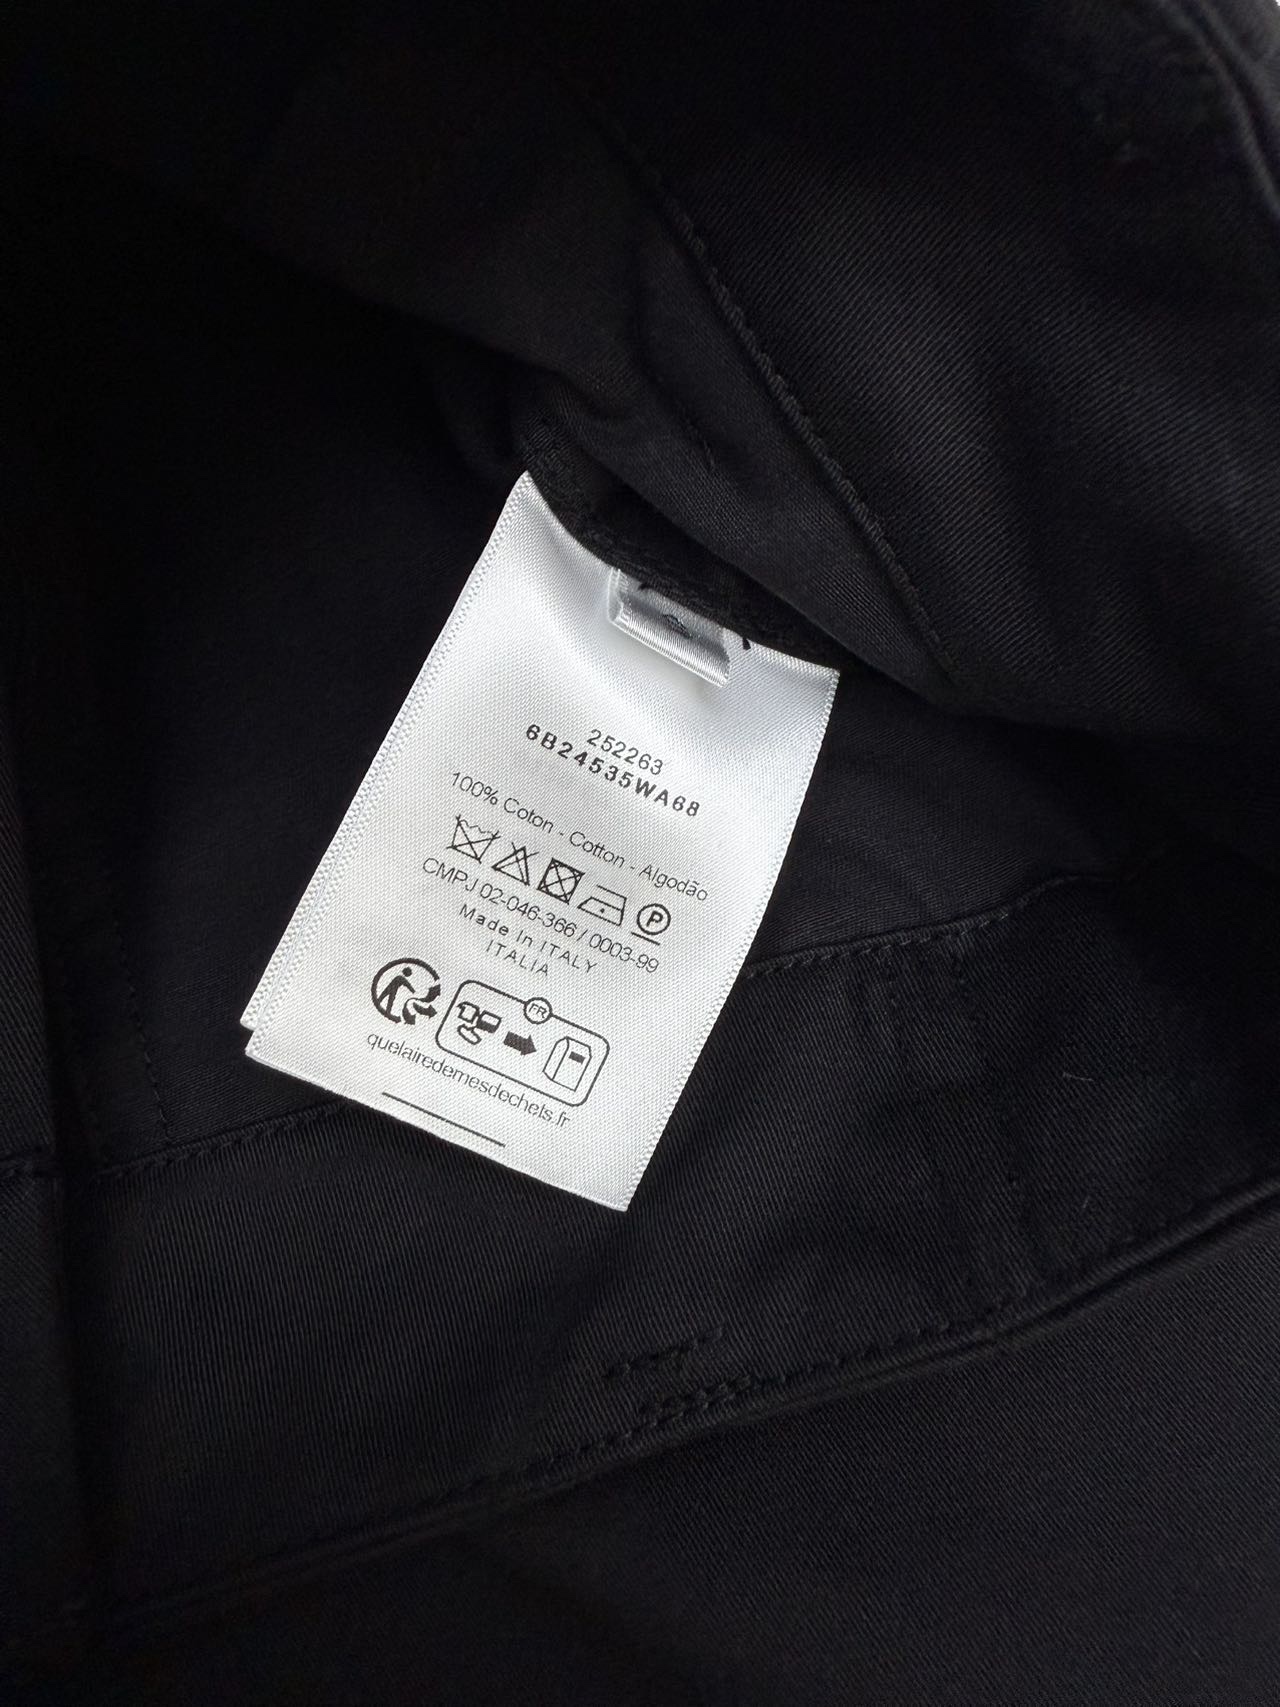 252263
6B24535WA68
100% Coton - Cotton - Algodão
P
CMPJ 02-046-366 / 0003-99
Made in ITALY
ITALIA
FR
quelairedemesdechets.fr